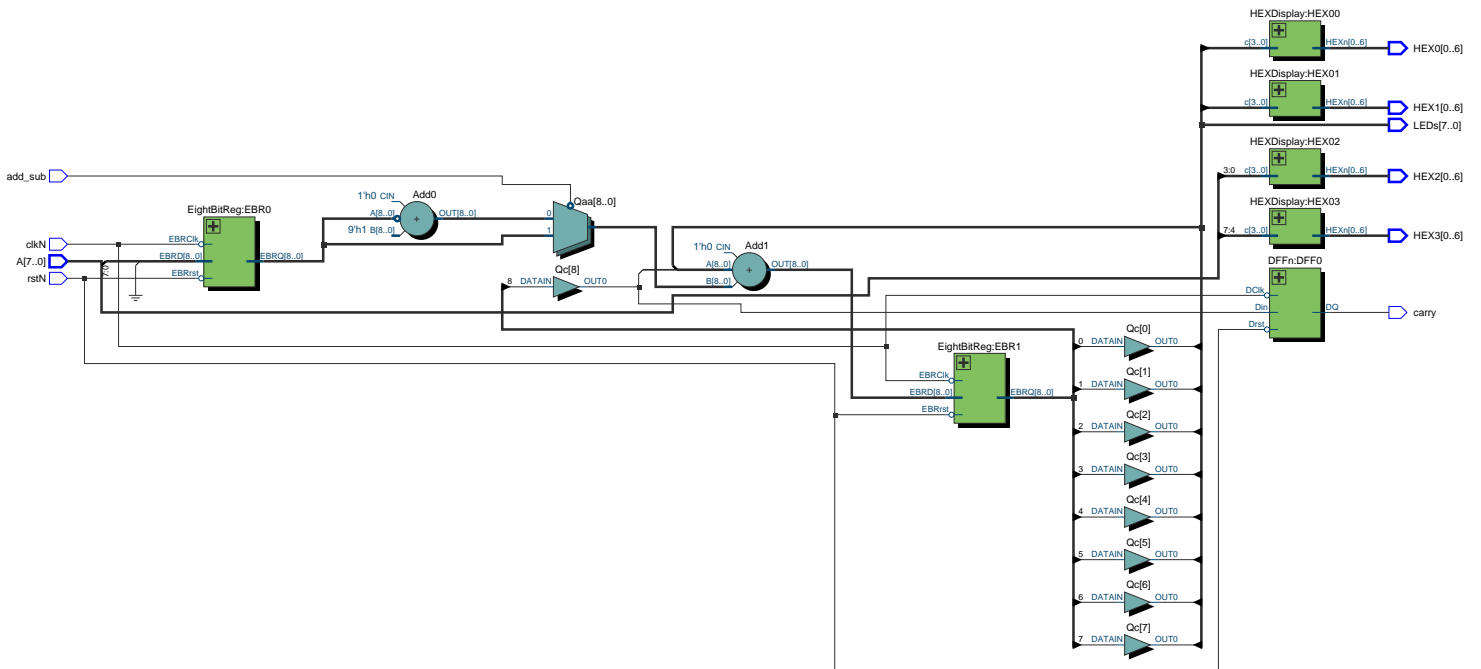 HEXDisplay:HEX00
c[3..0] HEXn[0..6] HEX0[0..6]
HEXDisplay:HEX01
c[3..0] HEXn[0..6] HEX1[0..6]
LEDs[7..0]
HEXDisplay:HEX02
3:0 c[3..0] HEXn[0..6] HEX2[0..6]
HEXDisplay:HEX03
7:4 c[3..0] HEXn[0..6] HEX3[0..6]
add_sub
clkN
A[7..0]
rstN
7:0
EightBitReg:EBR0
EBRClk
EBRD[8..0] EBRQ[8..0]
EBRrst
Add0
1'h0 CIN
A[8..0] OUT[8..0]
9'h1 B[8..0]
Qaa[8..0]
0
1
Qc[8]
8 DATAIN OUT0
Add1
1'h0 CIN
A[8..0] OUT[8..0]
B[8..0]
DFFn:DFF0
DClk
Din DQ carry
Drst
EightBitReg:EBR1
EBRClk
EBRD[8..0] EBRQ[8..0]
EBRrst
Qc[0]
0 DATAIN OUT0
Qc[1]
1 DATAIN OUT0
Qc[2]
2 DATAIN OUT0
Qc[3]
3 DATAIN OUT0
Qc[4]
4 DATAIN OUT0
Qc[5]
5 DATAIN OUT0
Qc[6]
6 DATAIN OUT0
Qc[7]
7 DATAIN OUT0